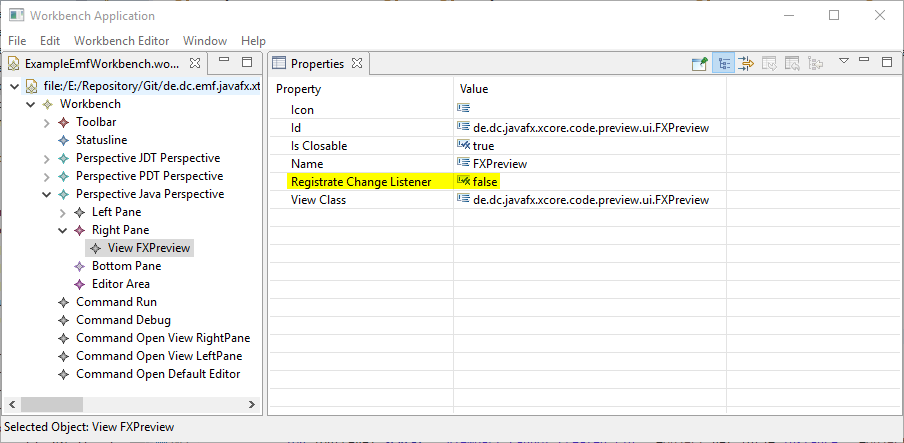 Workbench Application
File Edit Workbench Editor Window Help
ExampleEmfWorkbench.wo...
file:/E:/Repository/Git/de.dc.emf.javafx.xt
Workbench
Toolbar
Statusline
Perspective JDT Perspective
Perspective PDT Perspective
Perspective Java Perspective
Left Pane
Right Pane
View FXPreview
Bottom Pane
Editor Area
Command Run
Command Debug
Command Open View RightPane
Command Open View LeftPane
Command Open Default Editor
Properties
Property Value
Icon
Id de.dc.javafx.xcore.code.preview.ui.FXPreview
Is Closable true
Name FXPreview
Registrate Change Listener false
View Class de.dc.javafx.xcore.code.preview.ui.FXPreview
Selected Object: View FXPreview